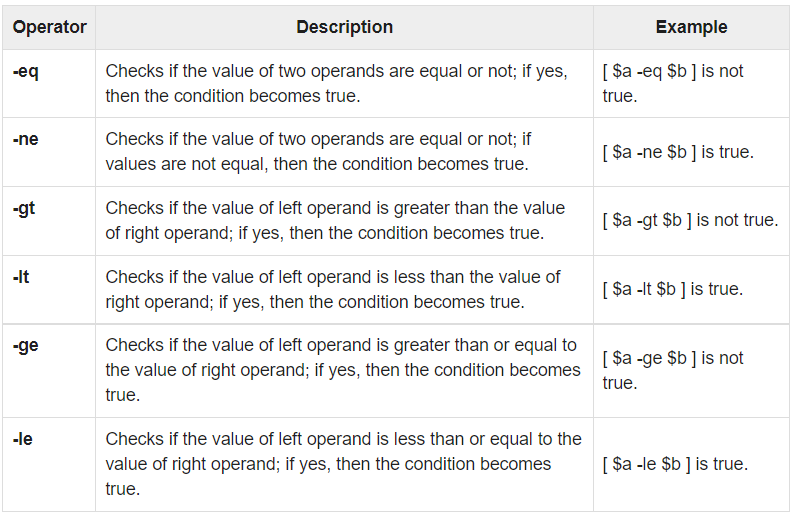 Operator Description Example
-eq Checks if the value of two operands are equal or not; if yes, [ $a -eq $b ] is not
then the condition becomes true. true.
-ne Checks if the value of two operands are equal or not; if
values are not equal, then the condition becomes true. [ $a -ne $b ] is true.
-gt Checks if the value of left operand is greater than the value
of right operand; if yes, then the condition becomes true. [ $a -gt $b ] is not true.
-lt Checks if the value of left operand is less than the value of
right operand; if yes, then the condition becomes true. [ $a -lt $b ] is true.
-ge Checks if the value of left operand is greater than or equal to
the value of right operand; if yes, then the condition becomes [ $a -ge $b ] is not
true. true.
-le Checks if the value of left operand is less than or equal to the
value of right operand; if yes, then the condition becomes [ $a -le $b ] is true.
true.